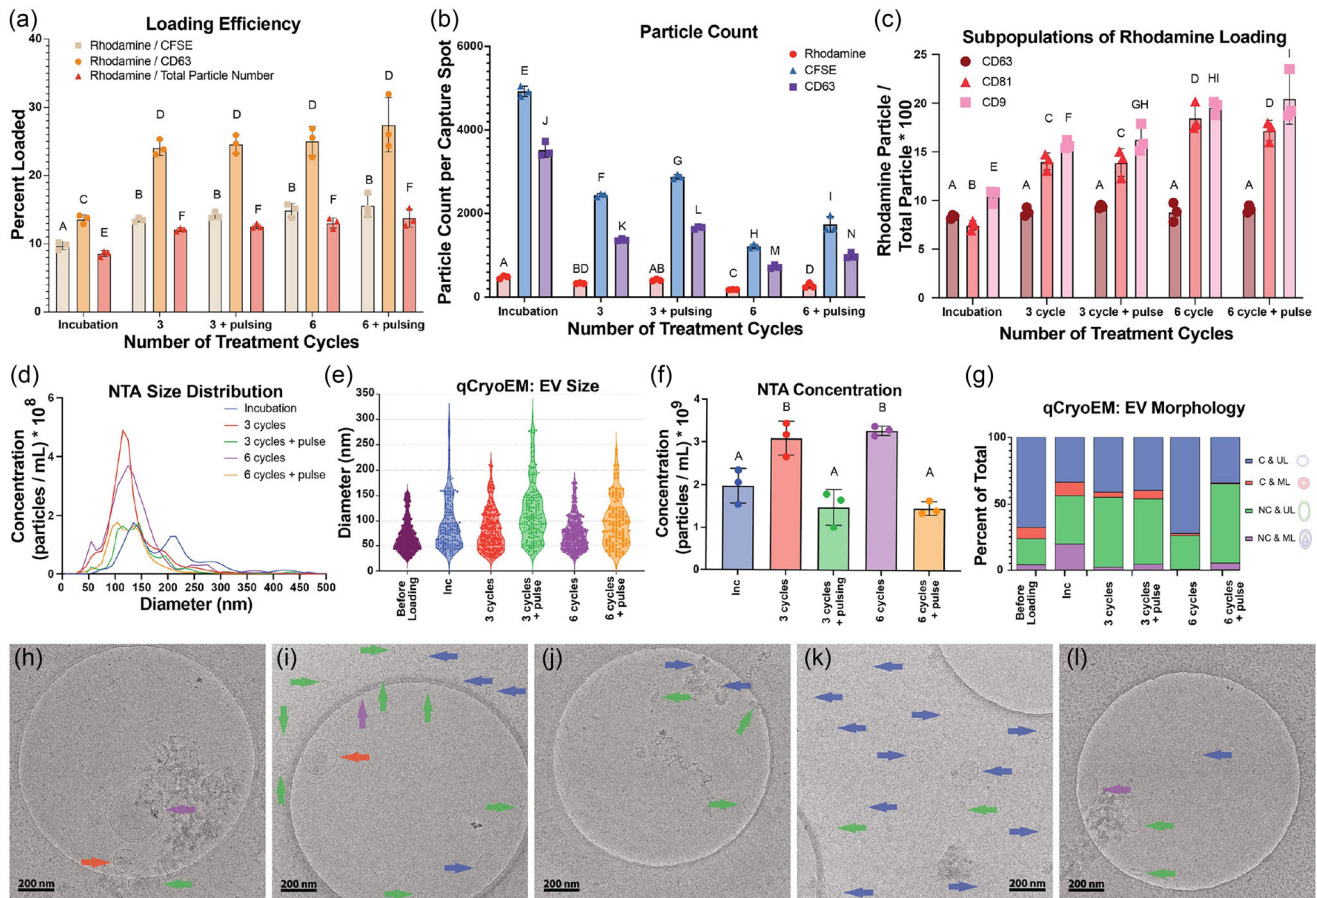 (a)
Loading Efficiency
Rhodamine / CFSE
Rhodamine / CD63
Rhodamine / Total Particle Number
Percent Loaded
40
30
20
10
0
A
C
E
B
D
F
B
D
F
B
D
F
B
D
F
Incubation
3
3 + pulsing
6
6 + pulsing
Number of Treatment Cycles
(b)
Particle Count
Rhodamine
CFSE
CD63
Particle Count per Capture Spot
6000
4000
2000
0
A
E
J
BD
F
K
AB
G
L
C
H
M
D
I
N
Incubation
3
3 + pulsing
6
6 + pulsing
Number of Treatment Cycles
(c)
Subpopulations of Rhodamine Loading
CD63
CD81
CD9
Rhodamine Particle /
Total Particle * 100
25
20
15
10
5
0
A
B
E
A
C
F
A
C
GH
A
D
HI
A
D
I
Incubation
3 cycle
3 cycle + pulse
6 cycle
6 cycle + pulse
Number of Treatment Cycles
(d)
NTA Size Distribution
Incubation
3 cycles
3 cycles + pulse
6 cycles
6 cycles + pulse
Concentration
(particles / mL) * 10⁸
6
4
2
0
0
50
100
150
200
250
300
350
400
450
500
Diameter (nm)
(e)
qCryoEM: EV Size
Diameter (nm)
350
300
250
200
150
100
50
0
Before
Loading
Inc
3 cycles
3 cycles
+ pulse
6 cycles
6 cycles
+ pulse
(f)
NTA Concentration
Concentration
(particles / mL) * 10⁹
4
3
2
1
0
A
B
A
B
A
Inc
3 cycles
3 cycles
+ pulsing
6 cycles
6 cycles
+ pulse
(g)
qCryoEM: EV Morphology
Percent of Total
100
50
0
C & UL
C & ML
NC & UL
NC & ML
Before
Loading
Inc
3 cycles
3 cycles
+ pulse
6 cycles
6 cycles
+ pulse
(h)
200 nm
(i)
200 nm
(j)
200 nm
(k)
200 nm
(l)
200 nm